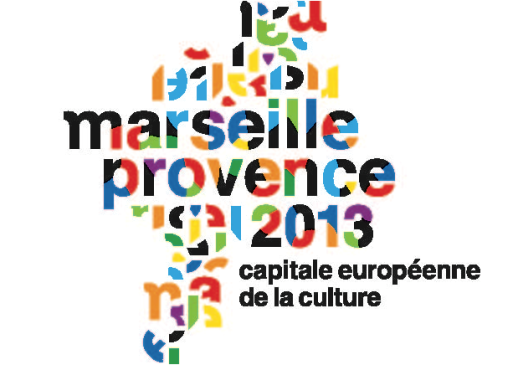 marseille
provence
2013
capitale européenne
de la culture